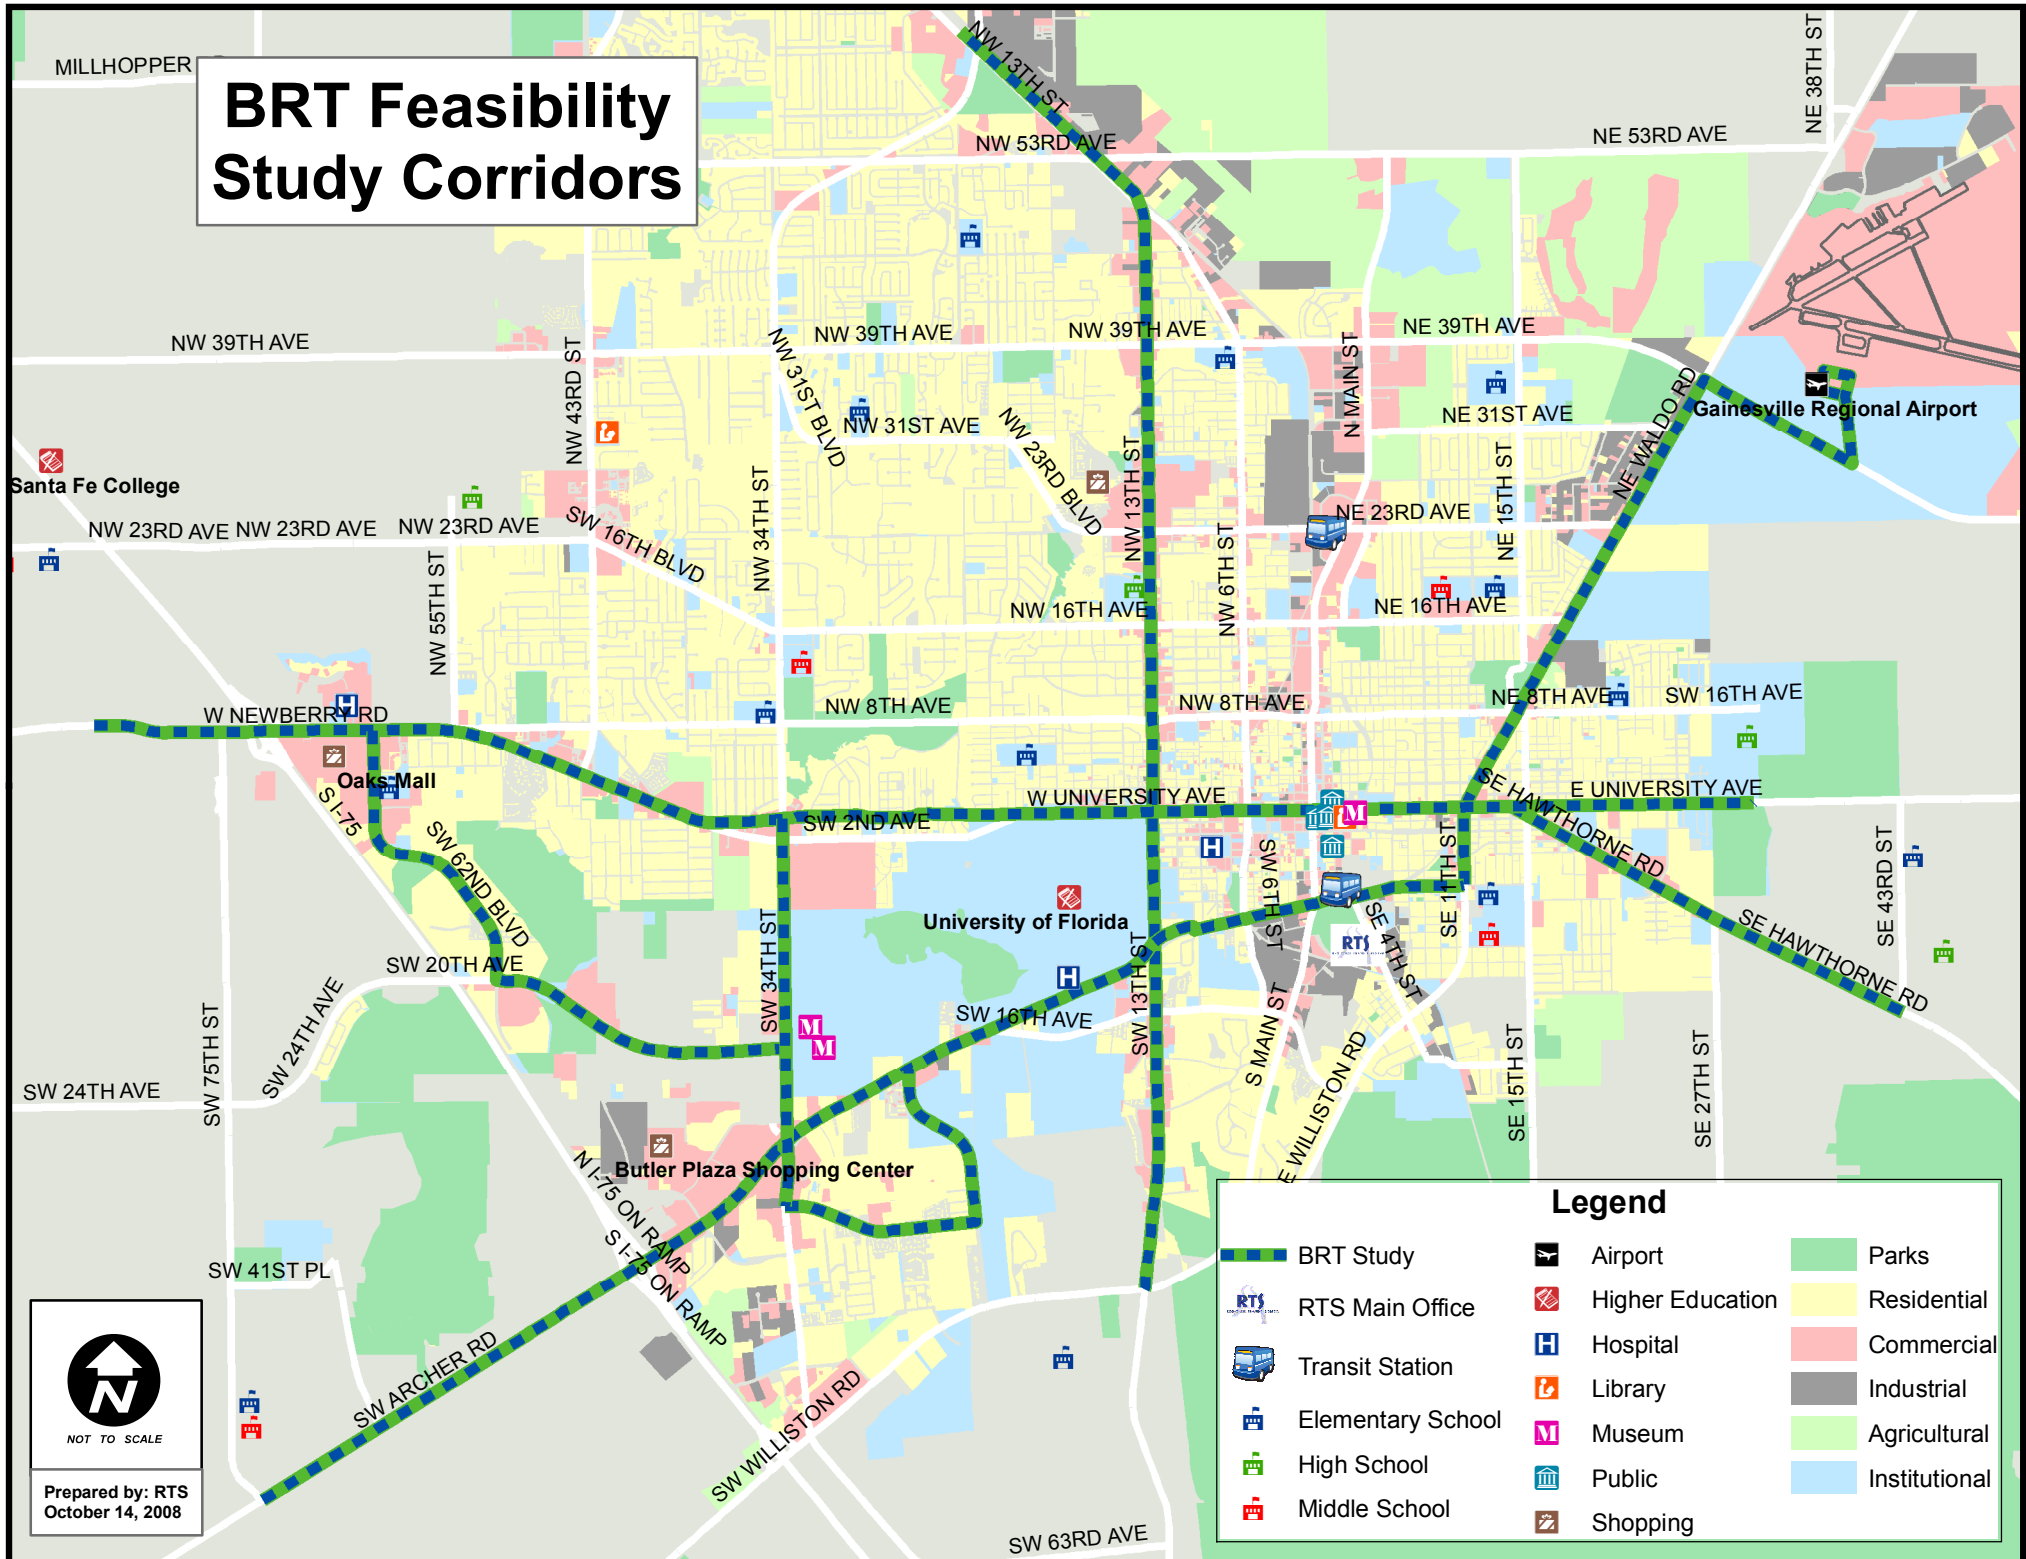 BRT Feasibility
Study Corridors
MILLHOPPER
NW 13TH ST
NE 38TH ST
NW 53RD AVE
NE 53RD AVE
NW 39TH AVE
NW 39TH AVE
NW 39TH AVE
NE 39TH AVE
NW 43RD ST
NW 31ST BLVD
N MAIN ST
NE WALDO RD
Gainesville Regional Airport
NW 31ST AVE
NE 31ST AVE
NW 23RD BLVD
NW 13TH ST
NE 15TH ST
NW 34TH ST
Santa Fe College
NW 23RD AVE
NW 23RD AVE
NW 23RD AVE
SW 16TH BLVD
NE 23RD AVE
NW 55TH ST
NW 6TH ST
NW 16TH AVE
NE 16TH AVE
W NEWBERRY RD
H
NW 8TH AVE
NW 8TH AVE
NE 8TH AVE
SW 16TH AVE
Oaks Mall
S I-75
W UNIVERSITY AVE
SE HAWTHORNE RD
E UNIVERSITY AVE
M
SW 2ND AVE
SW 62ND BLVD
H
SW 6TH ST
SE 11TH ST
SE 43RD ST
University of Florida
SW 34TH ST
SE 4TH ST
RTS
SE HAWTHORNE RD
SW 20TH AVE
H
SW 13TH ST
SW 24TH AVE
SW 16TH AVE
M
M
S MAIN ST
SW 75TH ST
E WILLISTON RD
SE 15TH ST
SE 27TH ST
SW 24TH AVE
Butler Plaza Shopping Center
N I-75 ON RAMP
S I-75 ON RAMP
SW 41ST PL
SW ARCHER RD
SW WILLISTON RD
SW 63RD AVE
N
NOT TO SCALE
Prepared by: RTS
October 14, 2008
Legend
BRT Study
RTS
RTS Main Office
Transit Station
Elementary School
High School
Middle School
Airport
Higher Education
H
Hospital
Library
M
Museum
Public
Shopping
Parks
Residential
Commercial
Industrial
Agricultural
Institutional